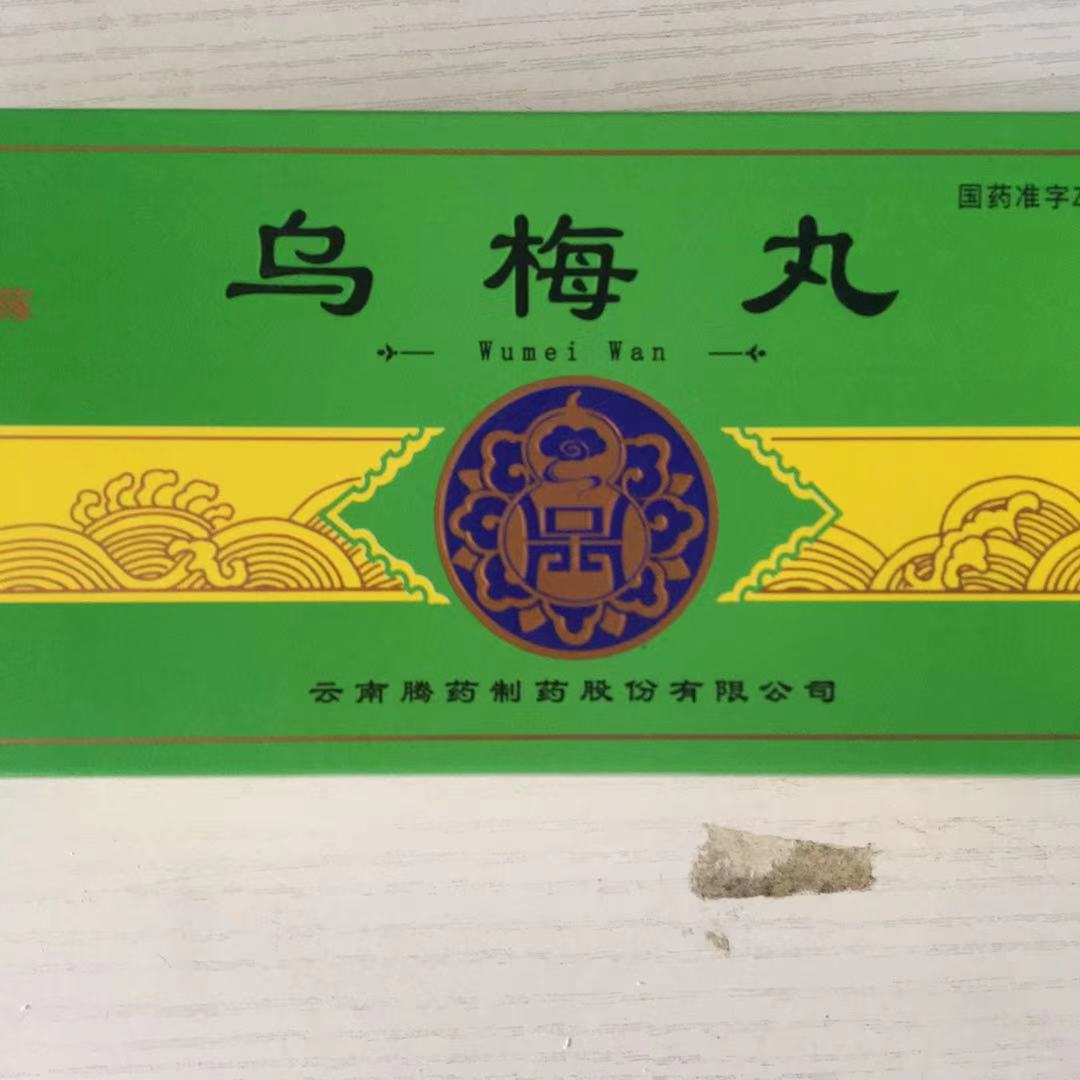 国药准字Z
乌梅丸
Wumei Wan
云南腾药制药股份有限公司